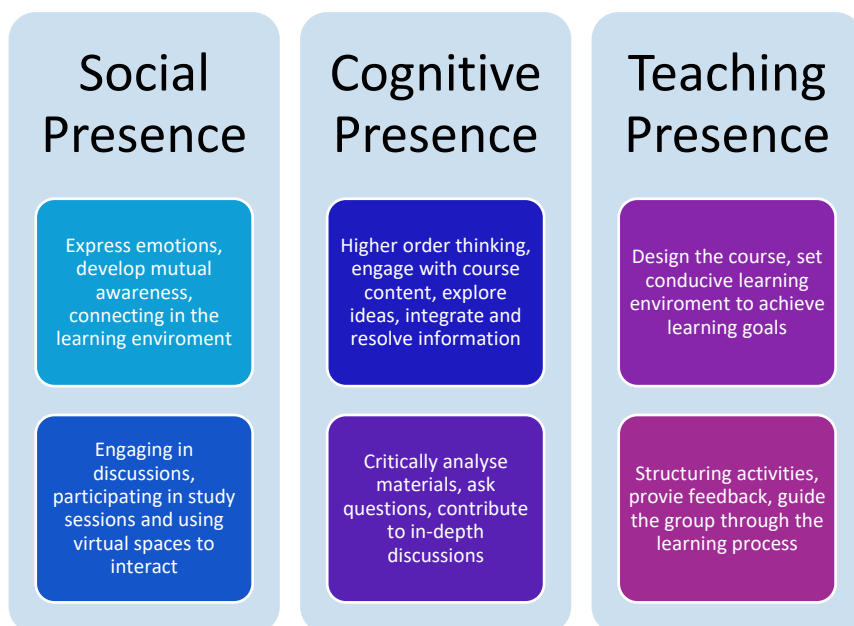 Social
Presence
Express emotions,
develop mutual
awareness,
connecting in the
learning enviroment
Engaging in
discussions,
participating in study
sessions and using
virtual spaces to
interact
Cognitive
Presence
Higher order thinking,
engage with course
content, explore
ideas, integrate and
resolve information
Critically analyse
materials, ask
questions, contribute
to in-depth
discussions
Teaching
Presence
Design the course, set
conducive learning
enviroment to achieve
learning goals
Structuring activities,
provie feedback, guide
the group through the
learning process